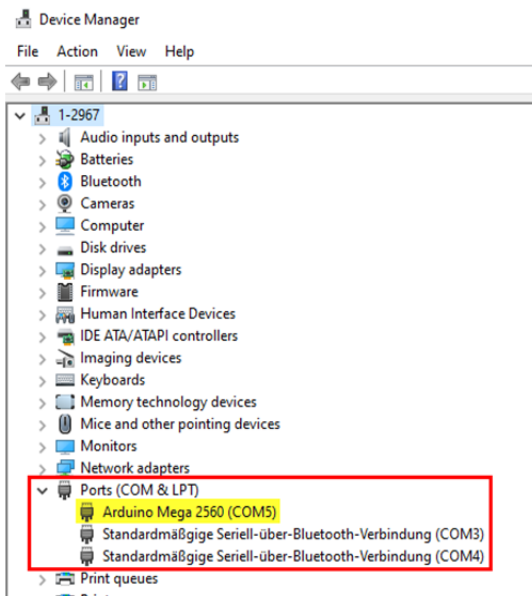 Device Manager
File Action View Help
1-2967
Audio inputs and outputs
Batteries
Bluetooth
Cameras
Computer
Disk drives
Display adapters
Firmware
Human Interface Devices
IDE ATA/ATAPI controllers
Imaging devices
Keyboards
Memory technology devices
Mice and other pointing devices
Monitors
Network adapters
Ports (COM & LPT)
Arduino Mega 2560 (COM5)
Standardmäßgige Seriell-über-Bluetooth-Verbindung (COM3)
Standardmäßgige Seriell-über-Bluetooth-Verbindung (COM4)
Print queues